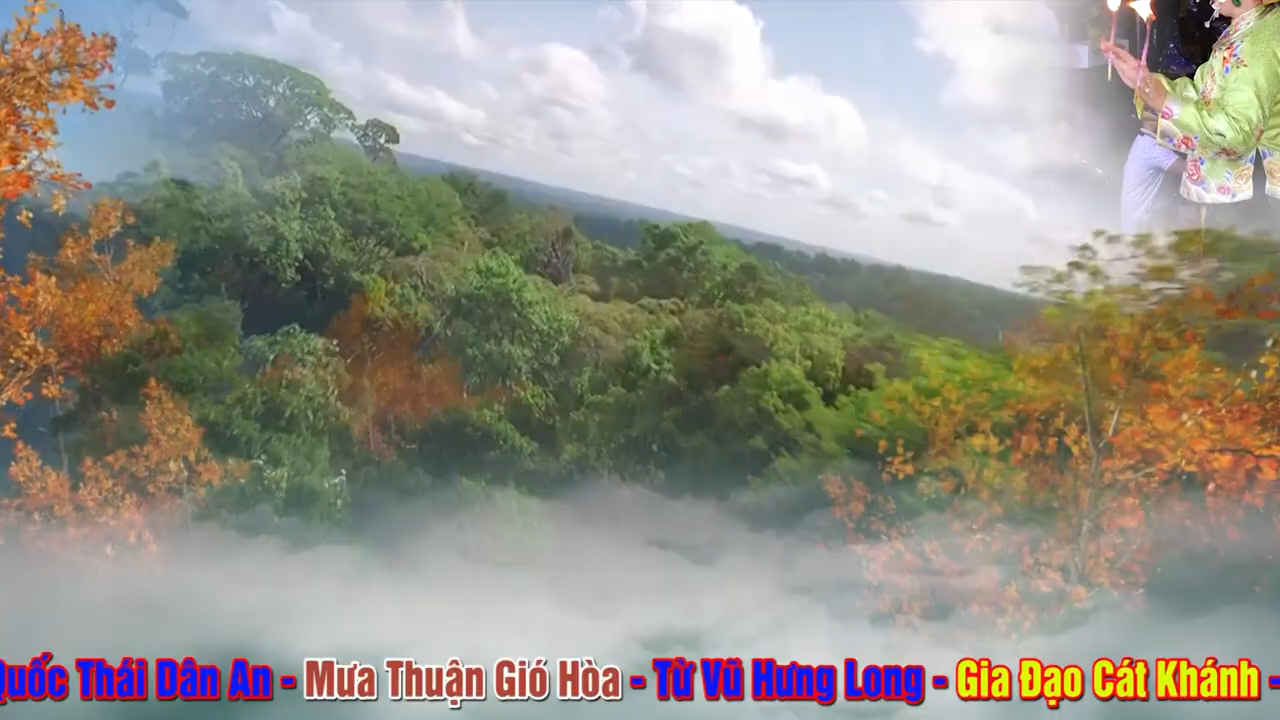 Quốc Thái Dân An - Mưa Thuận Gió Hòa - Từ Vũ Hưng Long - Gia Đạo Cát Khánh -